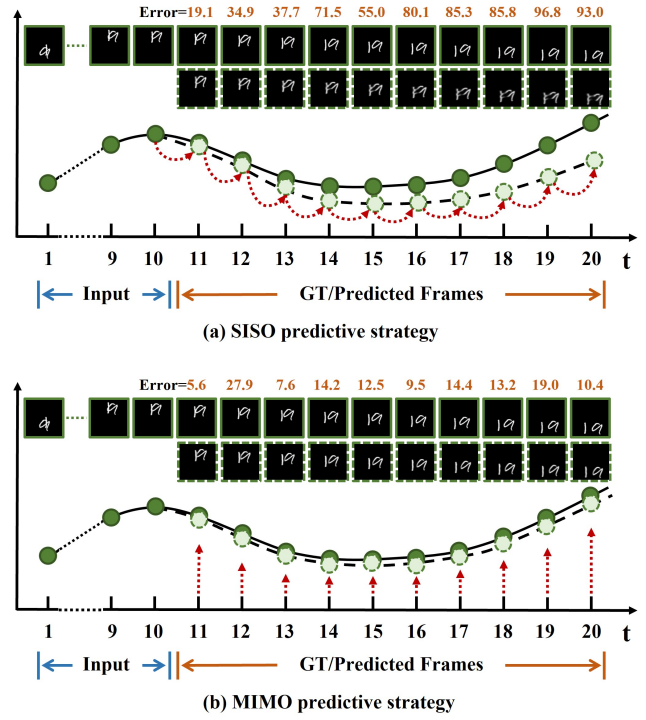 Error=19.1 34.9 37.7 71.5 55.0 80.1 85.3 85.8 96.8 93.0
1 9 10 11 12 13 14 15 16 17 18 19 20 t
Input GT/Predicted Frames
(a) SISO predictive strategy
Error=5.6 27.9 7.6 14.2 12.5 9.5 14.4 13.2 19.0 10.4
1 9 10 11 12 13 14 15 16 17 18 19 20 t
Input GT/Predicted Frames
(b) MIMO predictive strategy